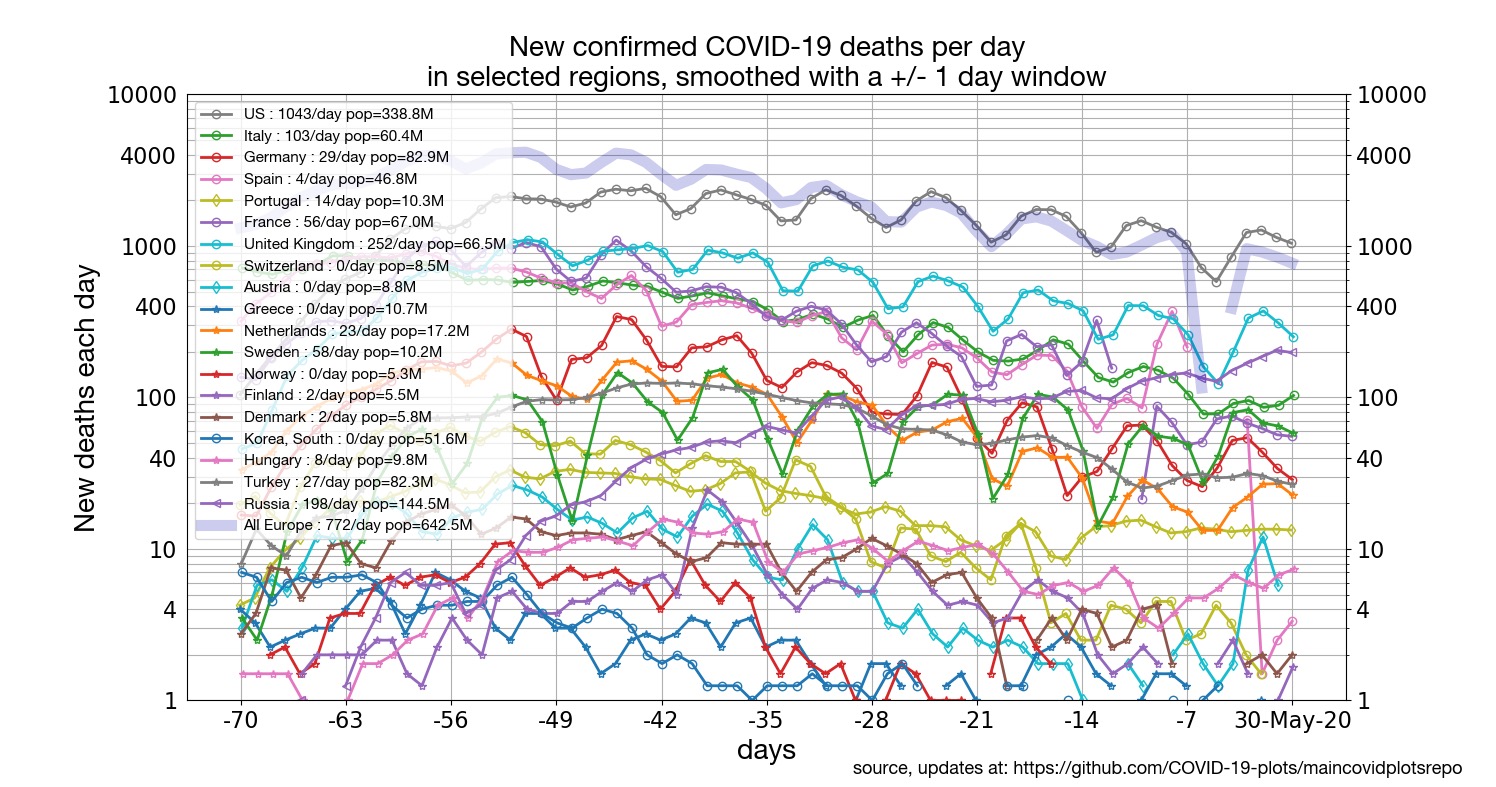 New confirmed COVID-19 deaths per day
in selected regions, smoothed with a +/- 1 day window
10000
4000
1000
400
100
40
10
4
1
New deaths each day
US : 1043/day pop=338.8M
Italy : 103/day pop=60.4M
Germany : 29/day pop=82.9M
Spain : 4/day pop=46.8M
Portugal : 14/day pop=10.3M
France : 56/day pop=67.0M
United Kingdom : 252/day pop=66.5M
Switzerland : 0/day pop=8.5M
Austria : 0/day pop=8.8M
Greece : 0/day pop=10.7M
Netherlands : 23/day pop=17.2M
Sweden : 58/day pop=10.2M
Norway : 0/day pop=5.3M
Finland : 2/day pop=5.5M
Denmark : 2/day pop=5.8M
Korea, South : 0/day pop=51.6M
Hungary : 8/day pop=9.8M
Turkey : 27/day pop=82.3M
Russia : 198/day pop=144.5M
All Europe : 772/day pop=642.5M
10000
4000
1000
400
100
40
10
4
1
-70 -63 -56 -49 -42 -35 -28 -21 -14 -7 30-May-20
days
source, updates at: https://github.com/COVID-19-plots/maincovidplotsrepo